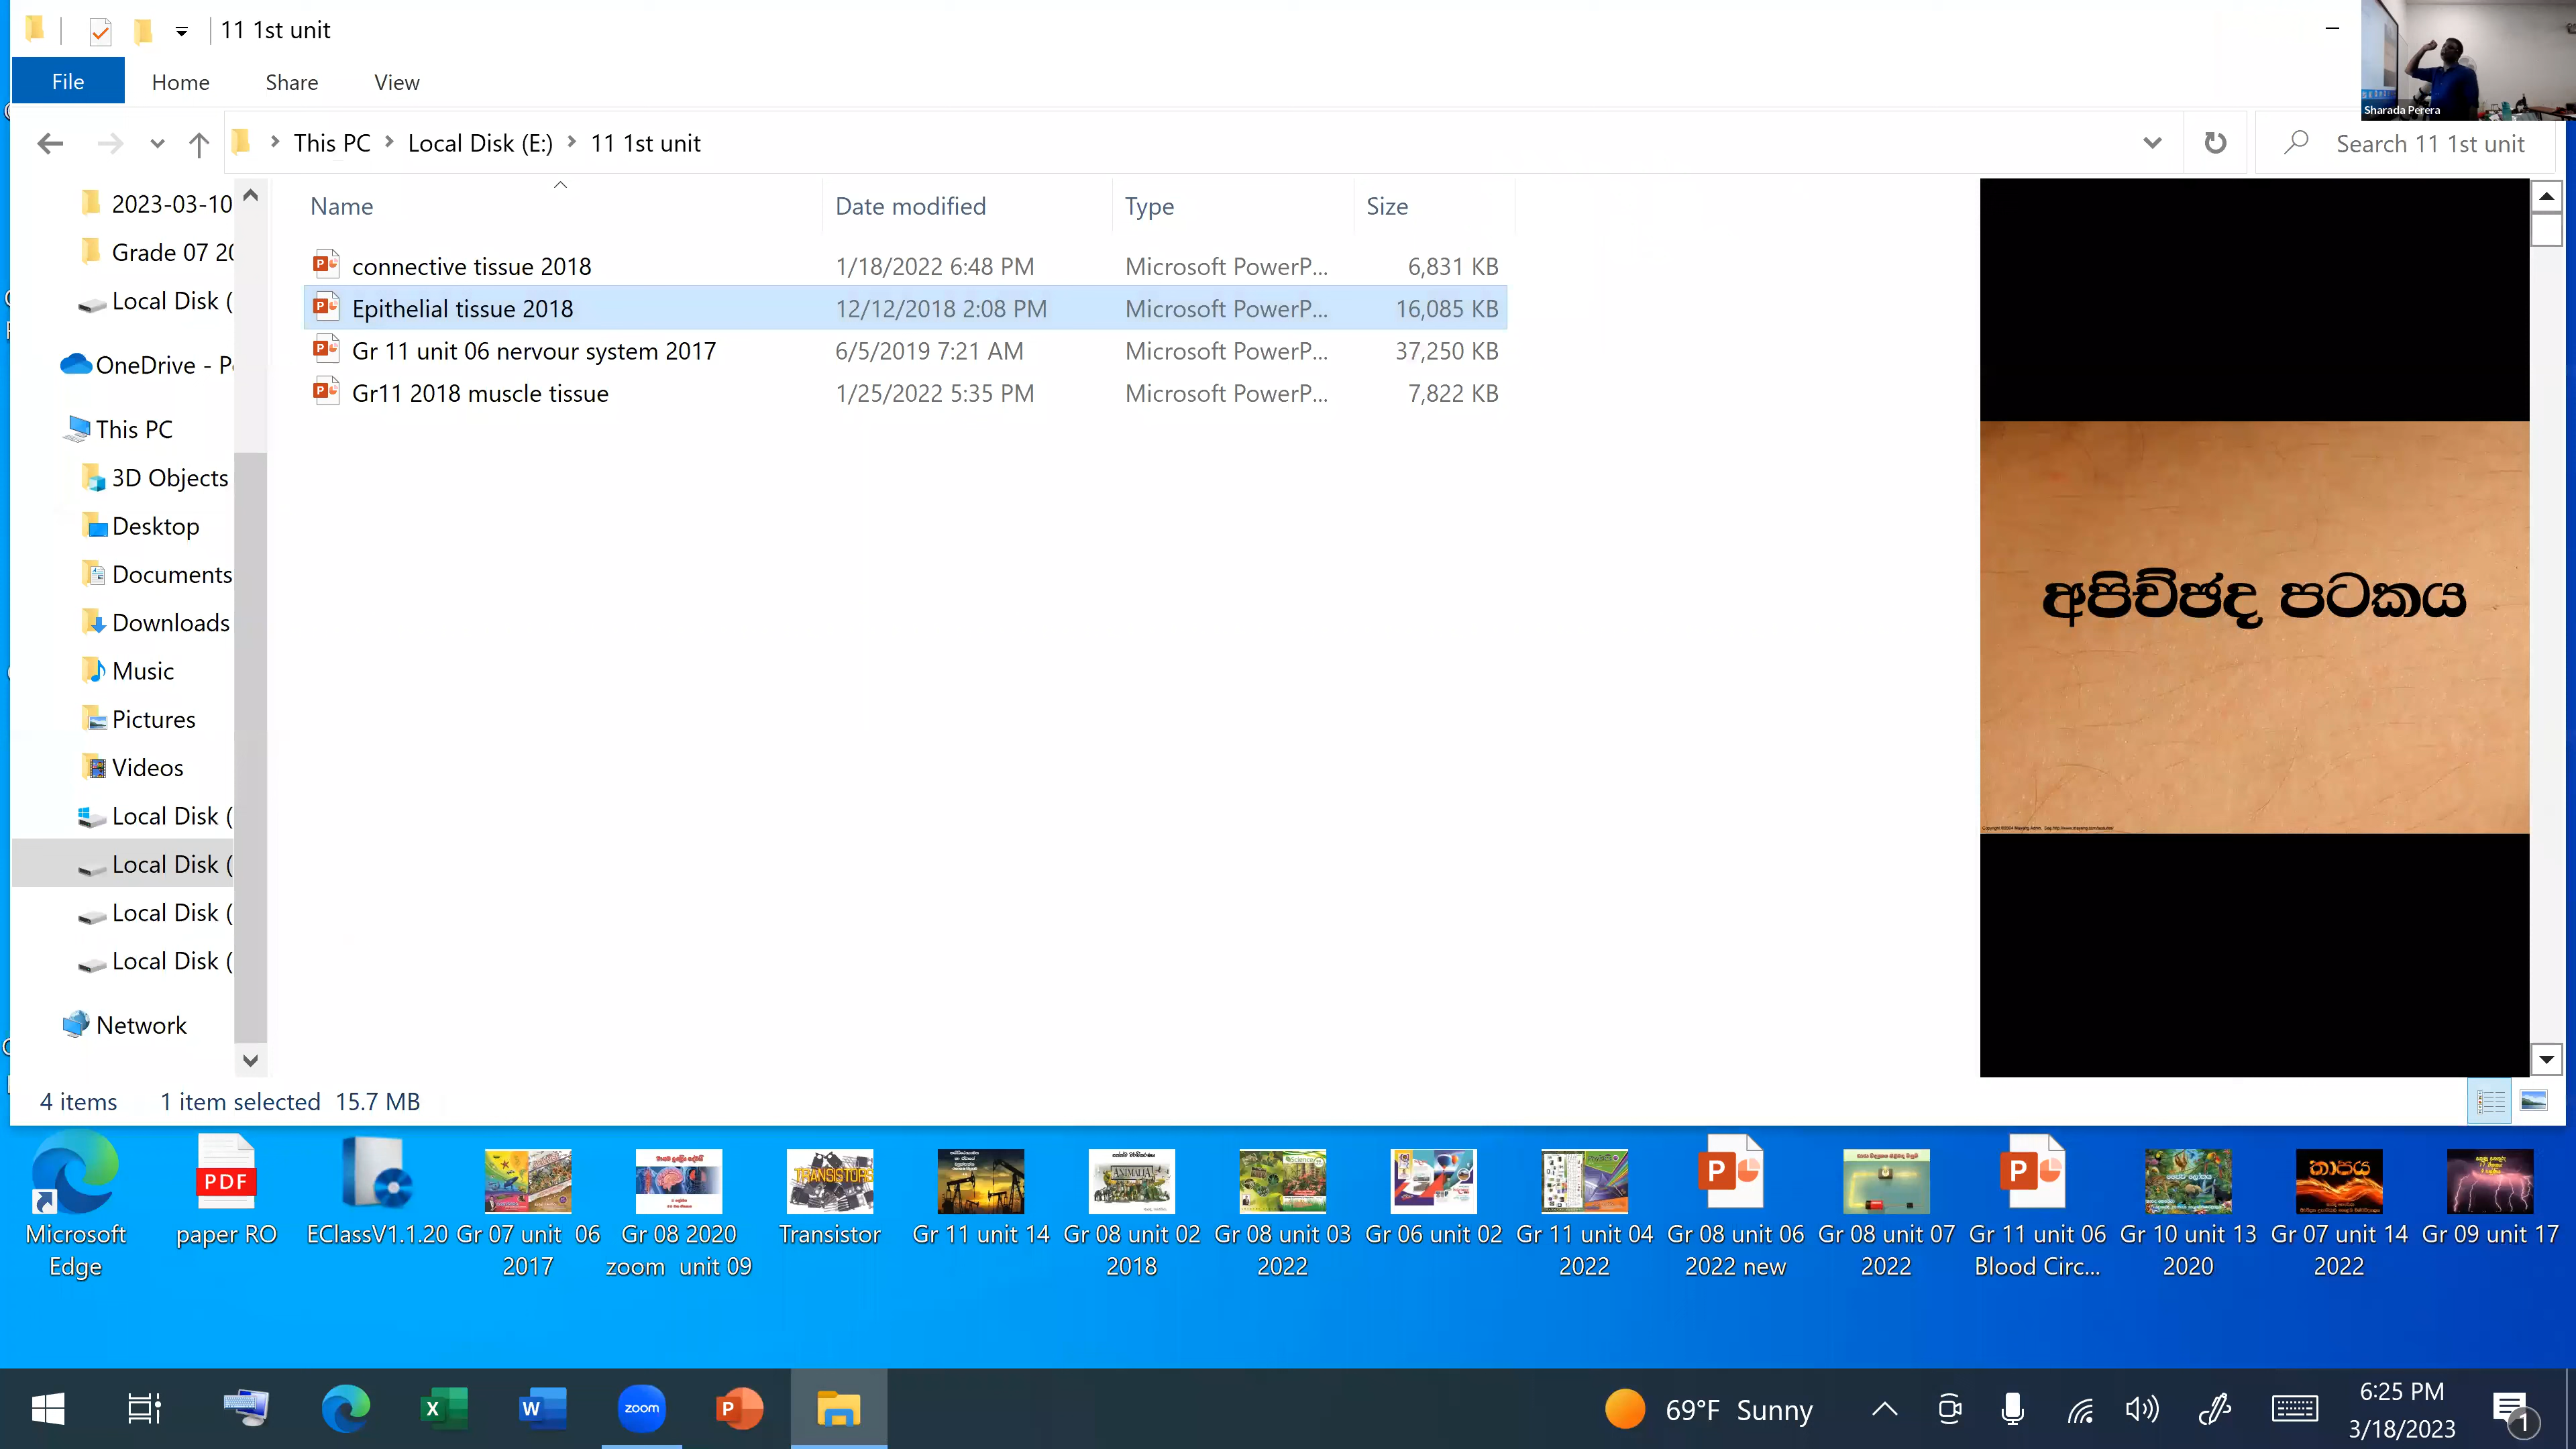 11 1st unit
Sharada Perera
File Home Share View
This PC Local Disk (E:) 11 1st unit Search 11 1st unit
2023-03-10
Grade 07 20
Local Disk (
OneDrive - Pe
This PC
3D Objects
Desktop
Documents
Downloads
Music
Pictures
Videos
Local Disk (
Local Disk (
Local Disk (
Local Disk (
Network
Name Date modified Type Size
connective tissue 2018 1/18/2022 6:48 PM Microsoft PowerP... 6,831 KB
Epithelial tissue 2018 12/12/2018 2:08 PM Microsoft PowerP... 16,085 KB
Gr 11 unit 06 nervour system 2017 6/5/2019 7:21 AM Microsoft PowerP... 37,250 KB
Gr11 2018 muscle tissue 1/25/2022 5:35 PM Microsoft PowerP... 7,822 KB
අපිච්ඡද පටකය
4 items 1 item selected 15.7 MB
PDF
TRANSISTORS
ANIMALIA
Microsoft Edge
paper RO
EClassV1.1.20
Gr 07 unit 06 2017
Gr 08 2020 zoom unit 09
Transistor
Gr 11 unit 14
Gr 08 unit 02 2018
Gr 08 unit 03 2022
Gr 06 unit 02
Gr 11 unit 04 2022
Gr 08 unit 06 2022 new
Gr 08 unit 07 2022
Gr 11 unit 06 Blood Circ...
Gr 10 unit 13 2020
තාපය
Gr 07 unit 14 2022
Gr 09 unit 17
zoom
69°F Sunny
6:25 PM
3/18/2023
1